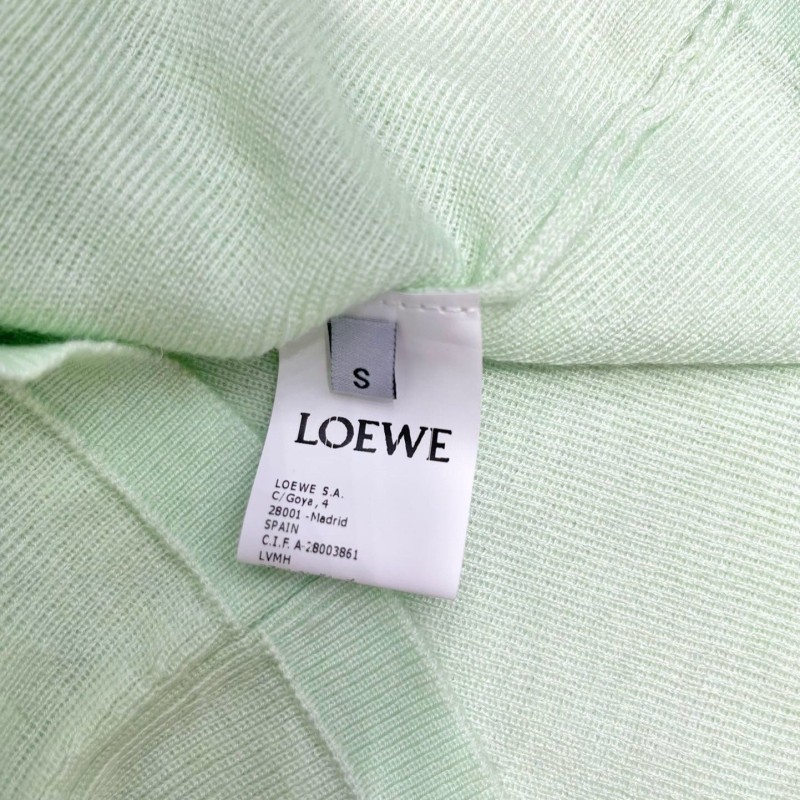 S
LOEWE
LOEWE S.A.
C/Goya, 4
28001 - Madrid
SPAIN
C.I.F. A-28003861
LVMH